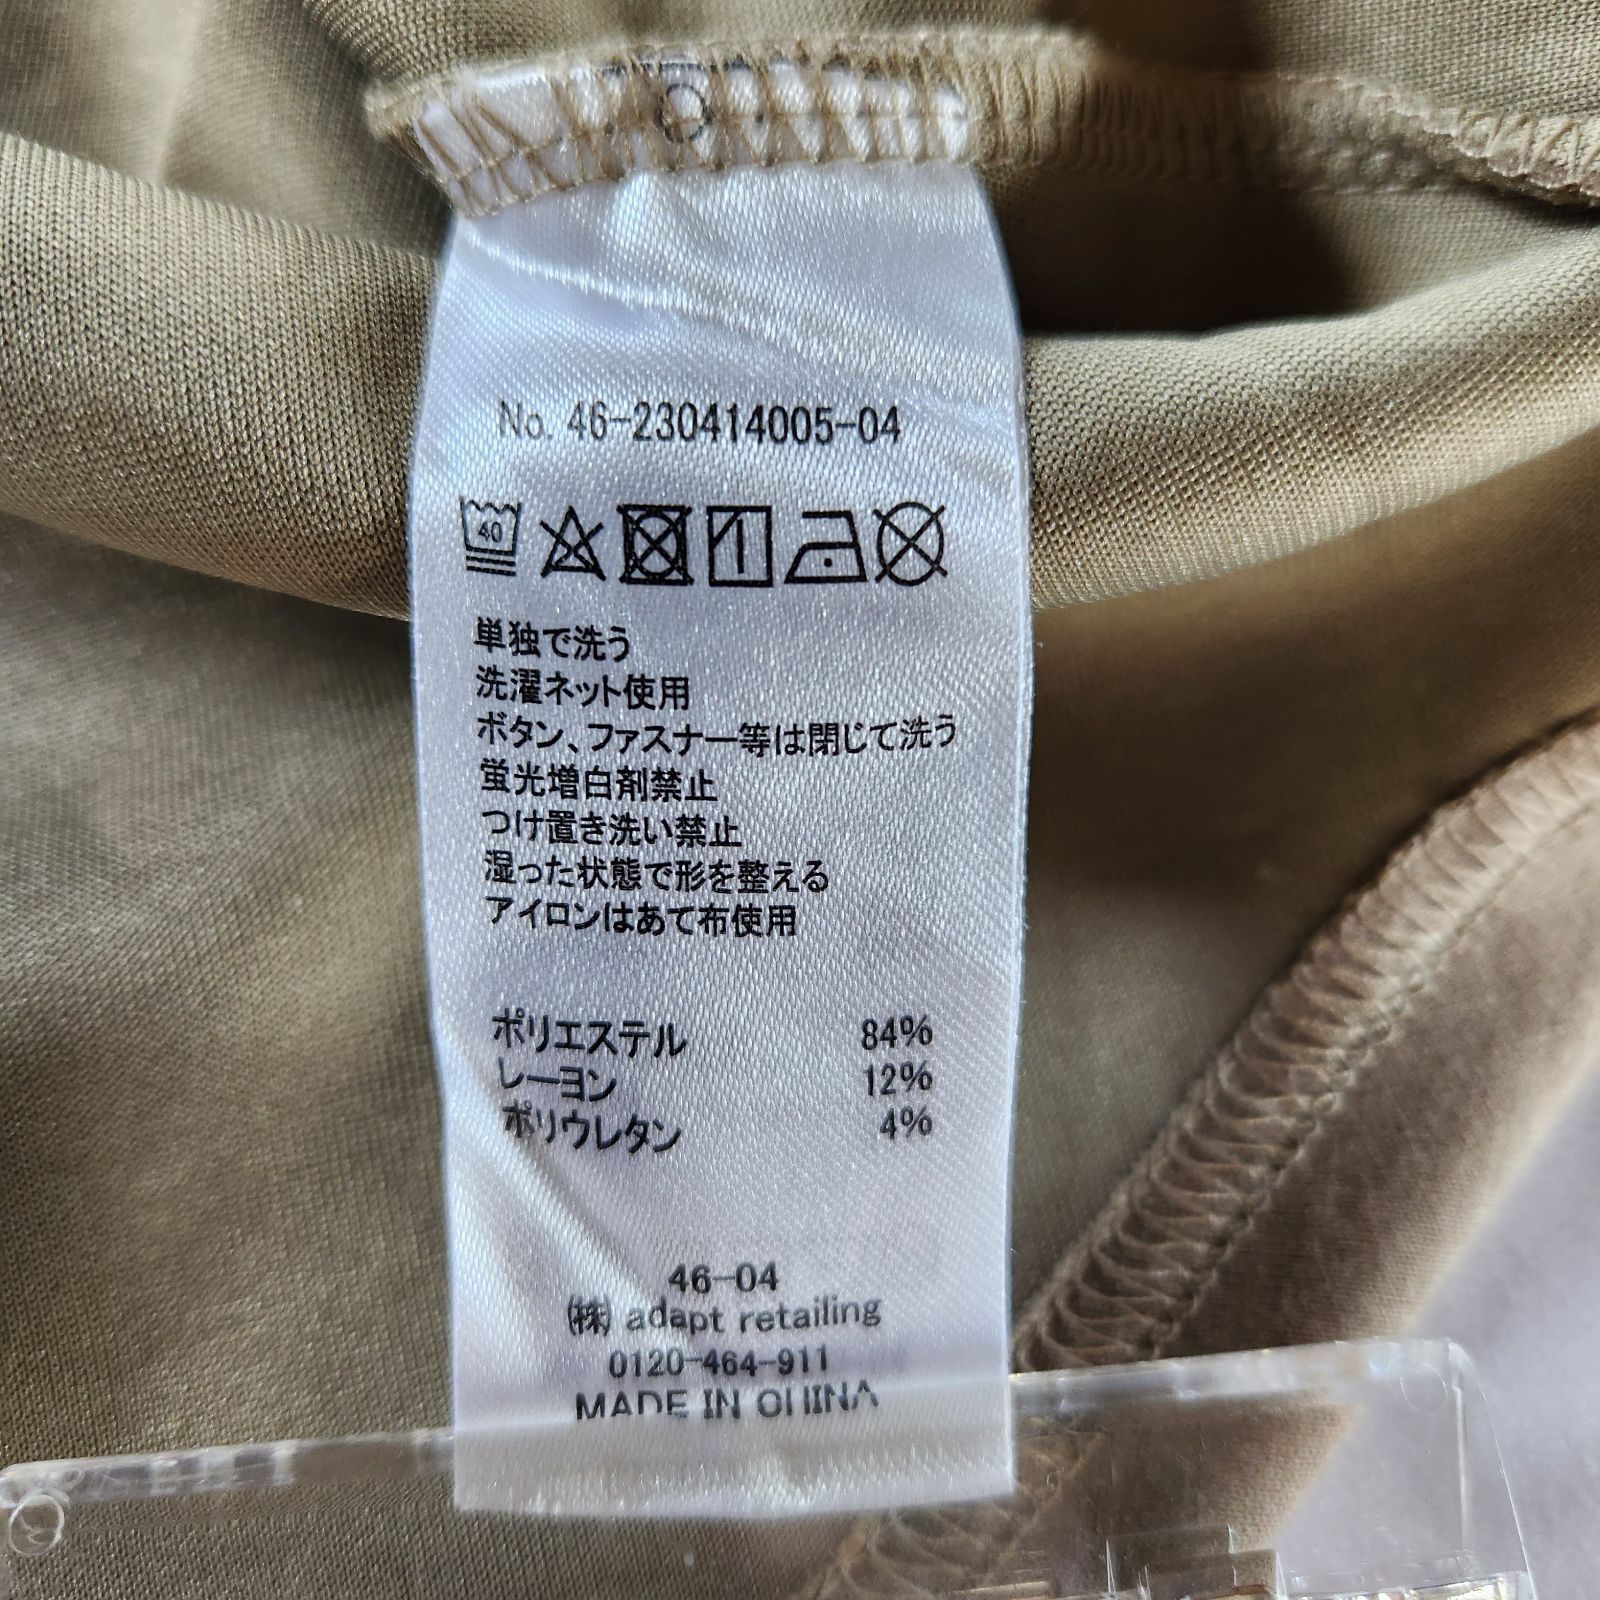 No. 46-230414005-04
40
単独で洗う
洗濯ネット使用
ボタン、ファスナー等は閉じて洗う
蛍光増白剤禁止
つけ置き洗い禁止
湿った状態で形を整える
アイロンはあて布使用
ポリエステル 84%
レーヨン 12%
ポリウレタン 4%
46-04
(株) adapt retailing
0120-464-911
MADE IN CHINA